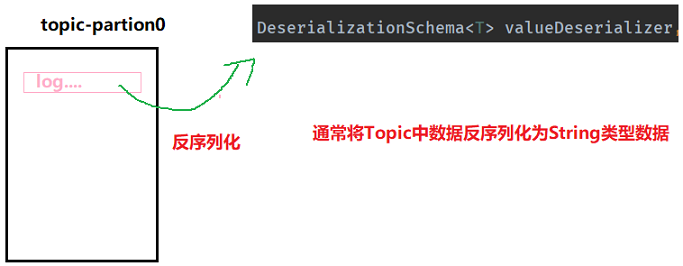 topic-partion0
DeserializationSchema<T> valueDeserializer,
log....
反序列化
通常将Topic中数据反序列化为String类型数据